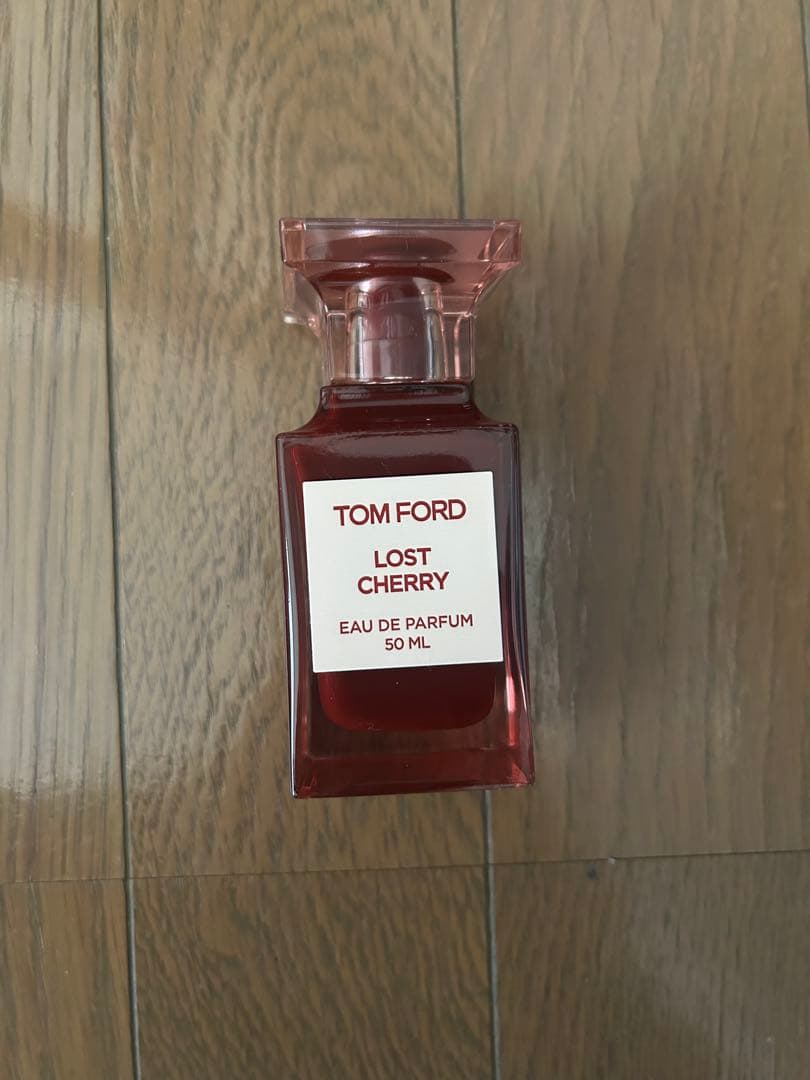 TOM FORD
LOST
CHERRY
EAU DE PARFUM
50 ML